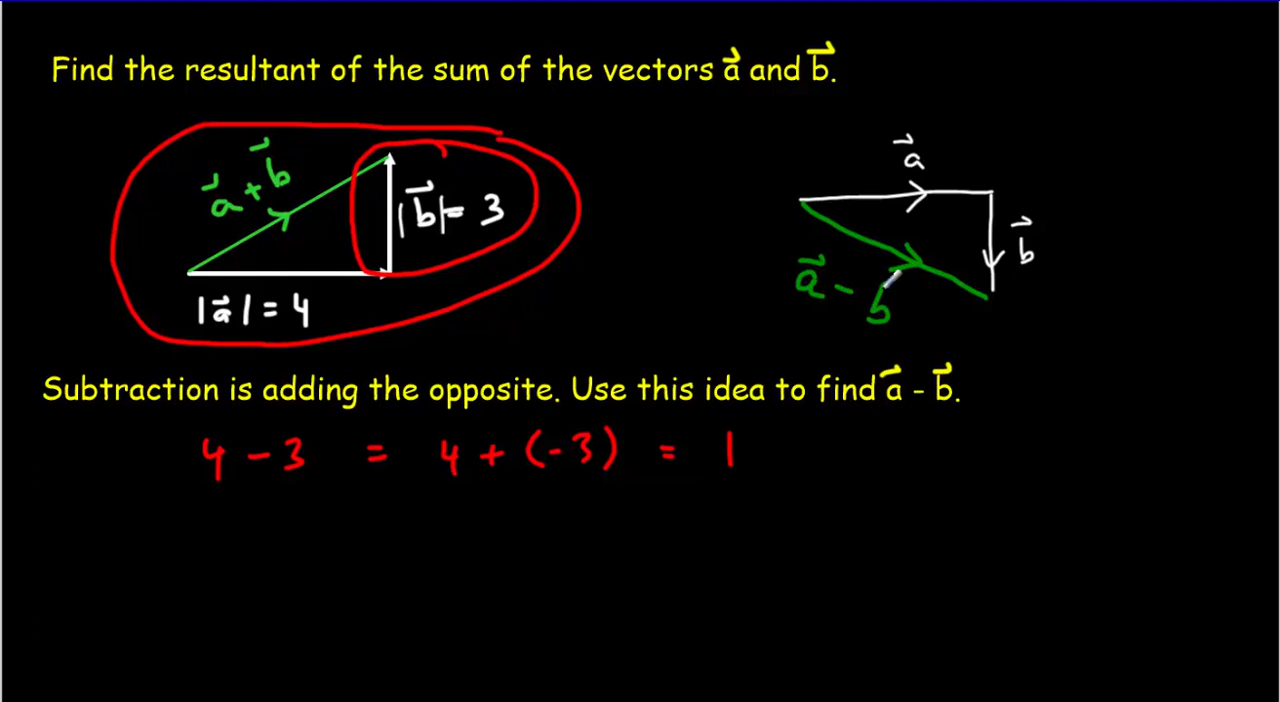 Find the resultant of the sum of the vectors a⃗ and b⃗.
a⃗ + b⃗
|b⃗| = 3
|a⃗| = 4
a⃗
b⃗
a⃗ - b
Subtraction is adding the opposite. Use this idea to find a⃗ - b⃗.
4 - 3 = 4 + (-3) = 1